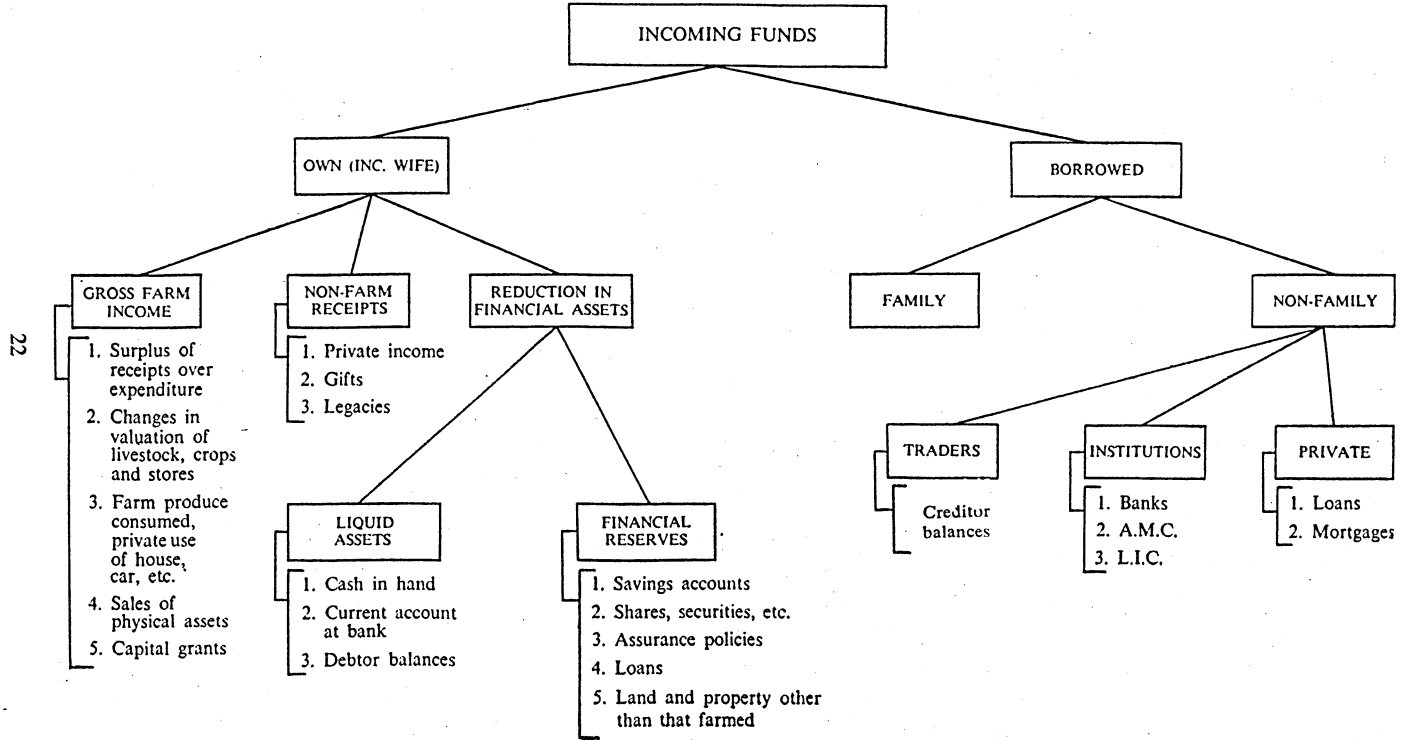 INCOMING FUNDS
OWN (INC. WIFE)
BORROWED
GROSS FARM
INCOME
NON-FARM
RECEIPTS
REDUCTION IN
FINANCIAL ASSETS
FAMILY
NON-FAMILY
22
1. Surplus of
receipts over
expenditure
2. Changes in
valuation of
livestock, crops
and stores
3. Farm produce
consumed,
private use
of house,
car, etc.
4. Sales of
physical assets
5. Capital grants
1. Private income
2. Gifts
3. Legacies
LIQUID
ASSETS
1. Cash in hand
2. Current account
at bank
3. Debtor balances
FINANCIAL
RESERVES
1. Savings accounts
2. Shares, securities, etc.
3. Assurance policies
4. Loans
5. Land and property other
than that farmed
TRADERS
Creditor
balances
INSTITUTIONS
1. Banks
2. A.M.C.
3. L.I.C.
PRIVATE
1. Loans
2. Mortgages